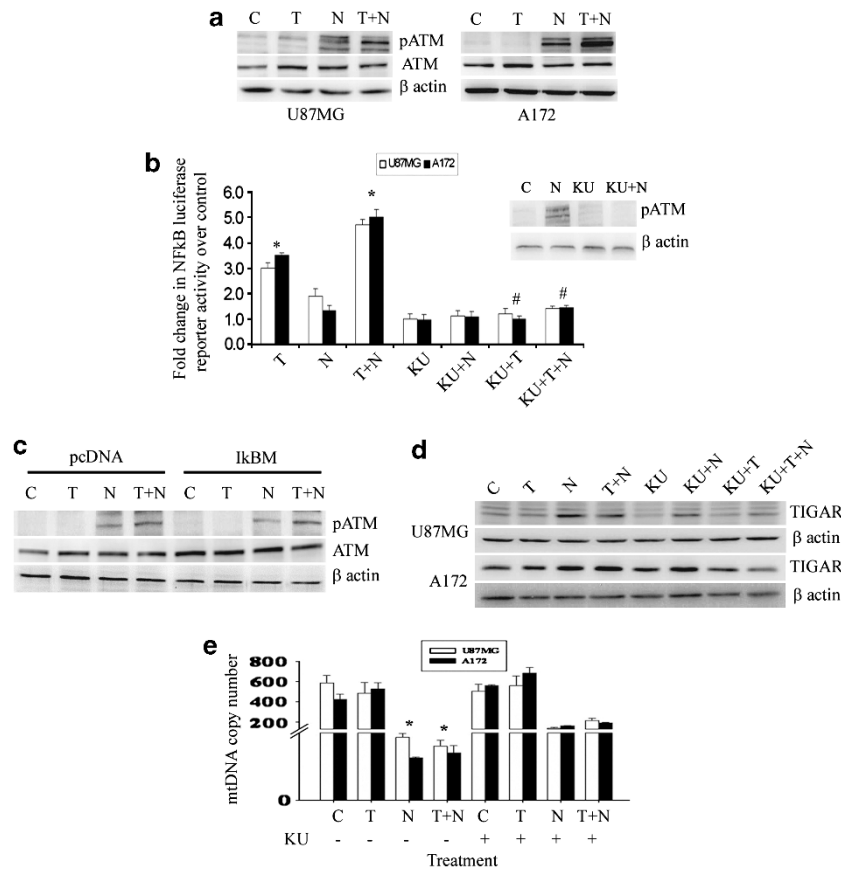 a
C T N T+N C T N T+N
pATM
ATM
β actin
U87MG A172
b
U87MG A172
Fold change in NFkB luciferase
reporter activity over control
6.0
5.0
4.0
3.0
2.0
1.0
0.0
*
*
#
#
T N T+N KU KU+N KU+T KU+T+N
C N KU KU+N
pATM
β actin
c
pcDNA IkBM
C T N T+N C T N T+N
pATM
ATM
β actin
d
C T N T+N KU KU+N KU+T KU+T+N
U87MG
TIGAR
β actin
A172
TIGAR
β actin
e
U87MG
A172
mtDNA copy number
800
600
400
200
0
*
*
C T N T+N C T N T+N
KU - - - - + + + +
Treatment